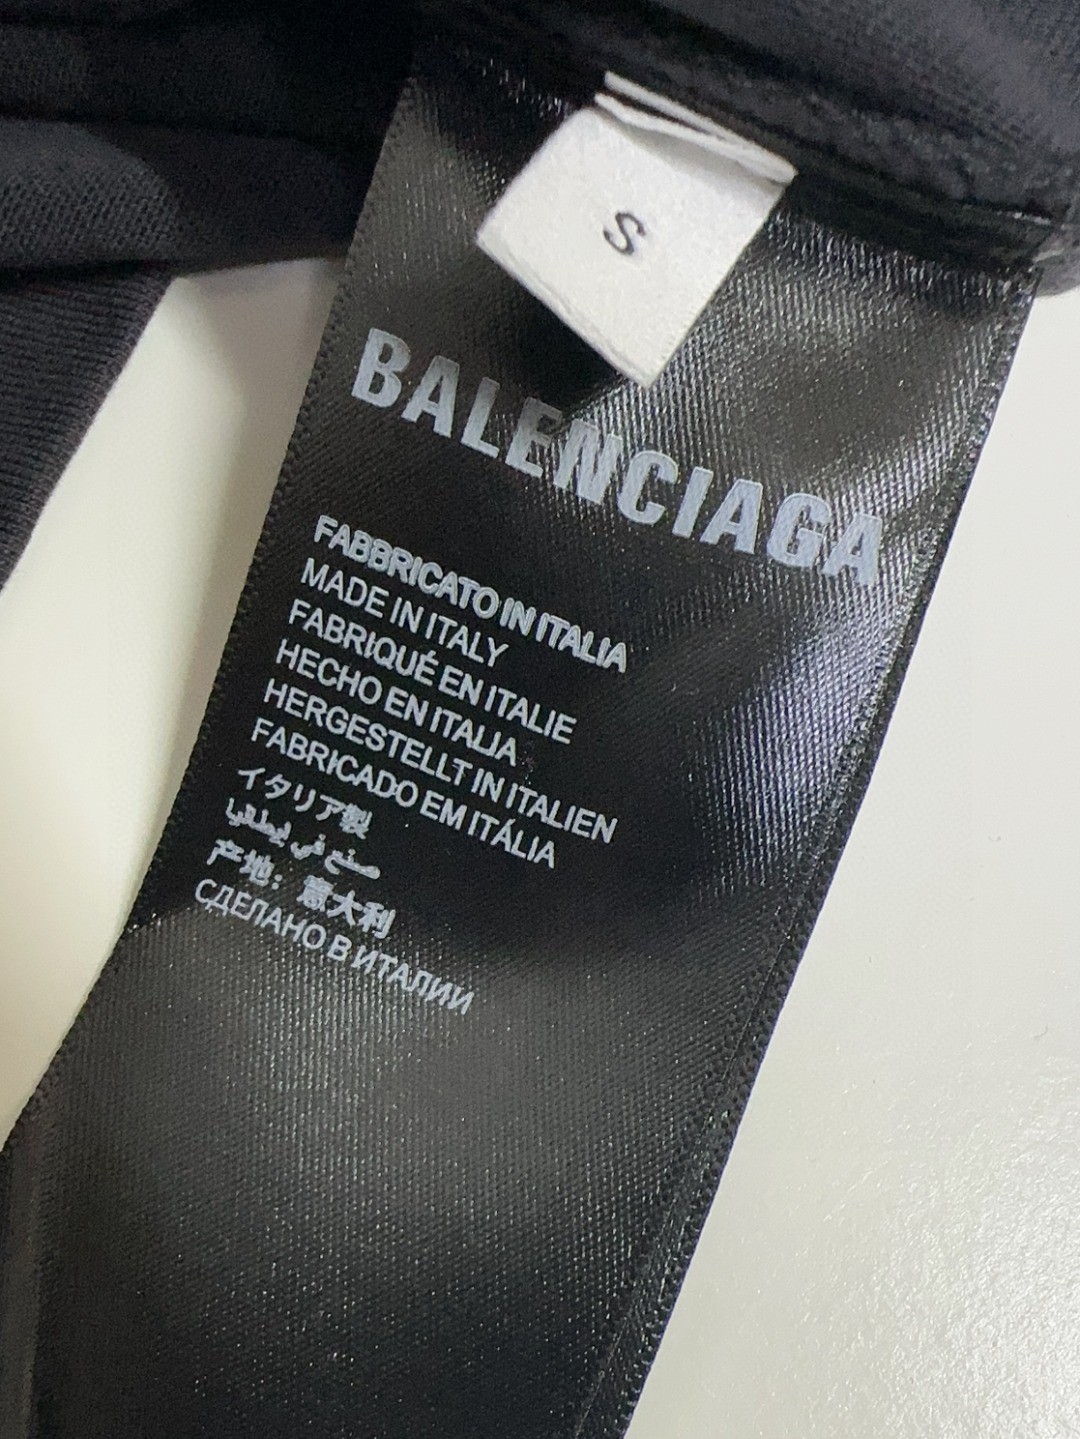 S
BALENCIAGA
FABBRICATO IN ITALIA
MADE IN ITALY
FABRIQUÉ EN ITALIE
HECHO EN ITALIA
HERGESTELLT IN ITALIEN
FABRICADO EM ITÁLIA
イタリア製
صنع في إيطاليا
产地：意大利
СДЕЛАНО В ИТАЛИИ